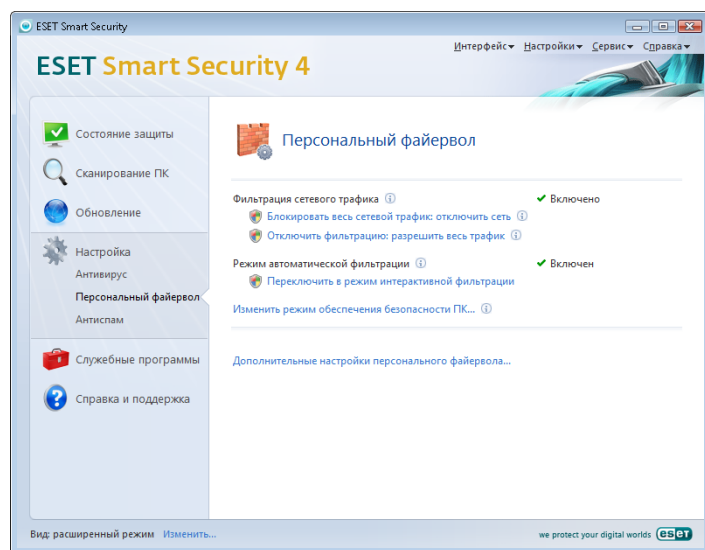 ESET Smart Security
Интерфейс Настройки Сервис Справка
ESET Smart Security 4
Состояние защиты
Сканирование ПК
Обновление
Настройка
Антивирус
Персональный файервол
Антиспам
Служебные программы
Справка и поддержка
Персональный файервол
Фильтрация сетевого трафика Включено
Блокировать весь сетевой трафик: отключить сеть
Отключить фильтрацию: разрешить весь трафик
Режим автоматической фильтрации Включен
Переключить в режим интерактивной фильтрации
Изменить режим обеспечения безопасности ПК...
Дополнительные настройки персонального файервола...
Вид: расширенный режим Изменить...
we protect your digital worlds eset